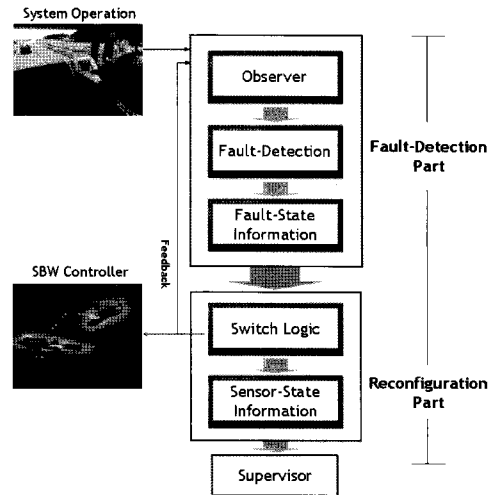 System Operation
Observer
Fault-Detection
Fault-Detection
Part
Fault-State
Information
Feedback
SBW Controller
Switch Logic
Sensor-State
Information
Reconfiguration
Part
Supervisor